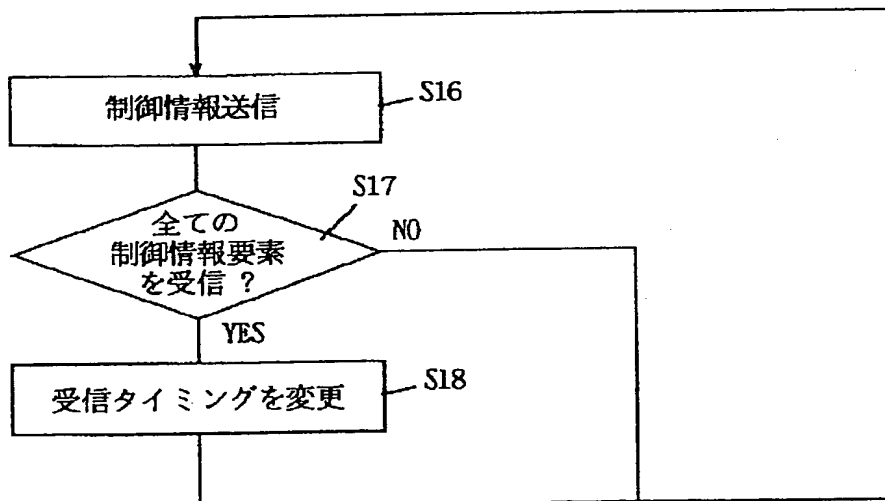 制御情報送信
S16
S17
全ての
制御情報要素
を受信 ?
NO
YES
受信タイミングを変更
S18